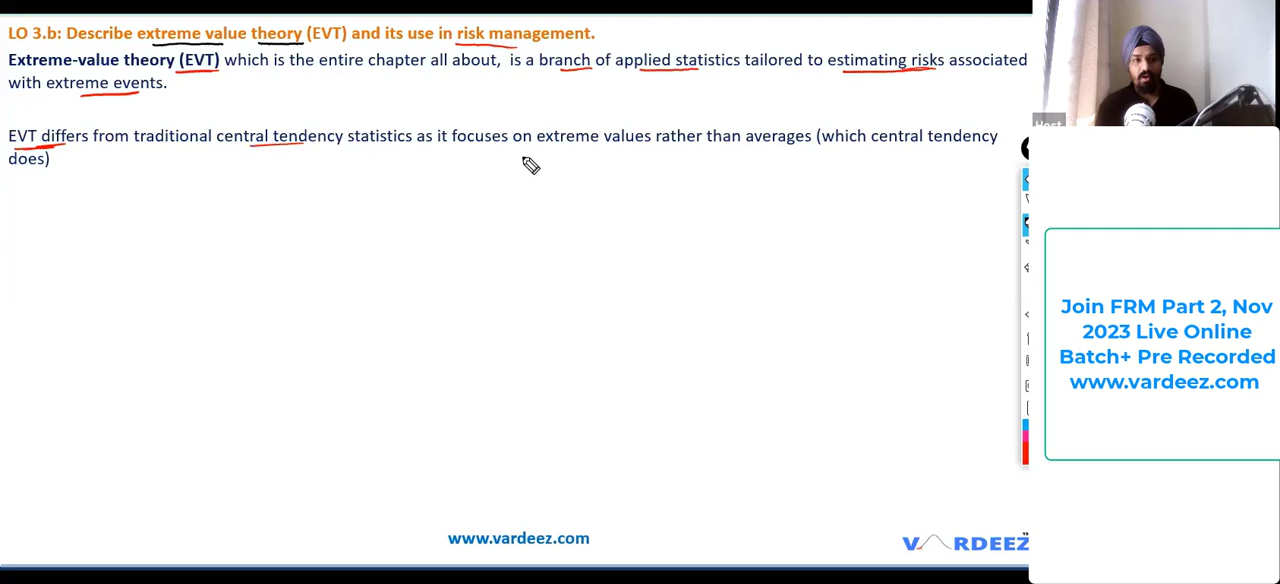 LO 3.b: Describe extreme value theory (EVT) and its use in risk management.
Extreme-value theory (EVT) which is the entire chapter all about, is a branch of applied statistics tailored to estimating risks associated
with extreme events.
EVT differs from traditional central tendency statistics as it focuses on extreme values rather than averages (which central tendency
does)
Host
Join FRM Part 2, Nov
2023 Live Online
Batch+ Pre Recorded
www.vardeez.com
www.vardeez.com
VARDEEZ